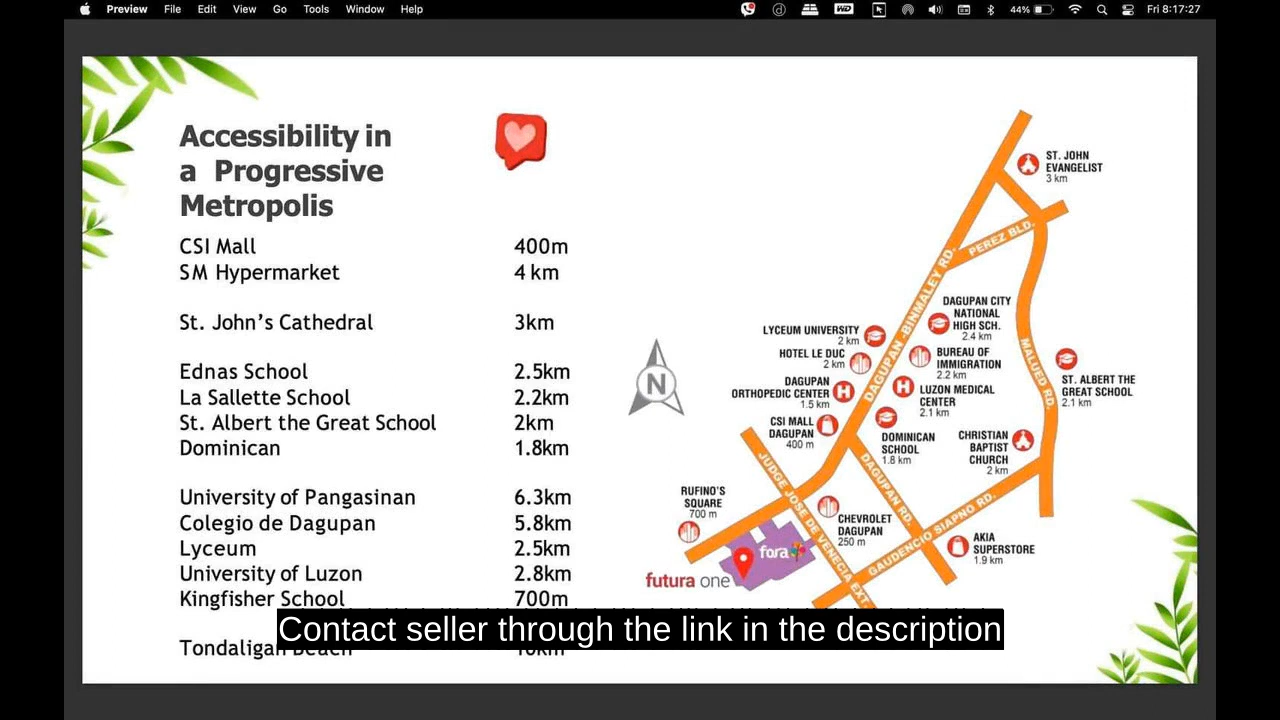 Preview File Edit View Go Tools Window Help
44% Fri 8:17:27
Accessibility in
a Progressive
Metropolis
CSI Mall 400m
SM Hypermarket 4 km
St. John's Cathedral 3km
Ednas School 2.5km
La Sallette School 2.2km
St. Albert the Great School 2km
Dominican 1.8km
University of Pangasinan 6.3km
Colegio de Dagupan 5.8km
Lyceum 2.5km
University of Luzon 2.8km
Kingfisher School 700m
Tondaligan Beach
N
ST. JOHN
EVANGELIST
3 km
PEREZ BLD.
DAGUPAN -BINMALEY RD.
DAGUPAN CITY
NATIONAL
HIGH SCH.
2.4 km
LYCEUM UNIVERSITY
2 km
HOTEL LE DUC
2 km
BUREAU OF
IMMIGRATION
2.2 km
MALUED RD.
DAGUPAN
ORTHOPEDIC CENTER
1.5 km
H
H
LUZON MEDICAL
CENTER
2.1 km
ST. ALBERT THE
GREAT SCHOOL
2.1 km
CSI MALL
DAGUPAN
400 m
DOMINICAN
SCHOOL
1.8 km
CHRISTIAN
BAPTIST
CHURCH
2 km
JUDGE JOSE DE VENECIA EXT.
DAGUPAN RD.
GAUDENCIO SIAPNO RD.
RUFINO'S
SQUARE
700 m
CHEVROLET
DAGUPAN
250 m
AKIA
SUPERSTORE
1.9 km
fora
futura one
Contact seller through the link in the description